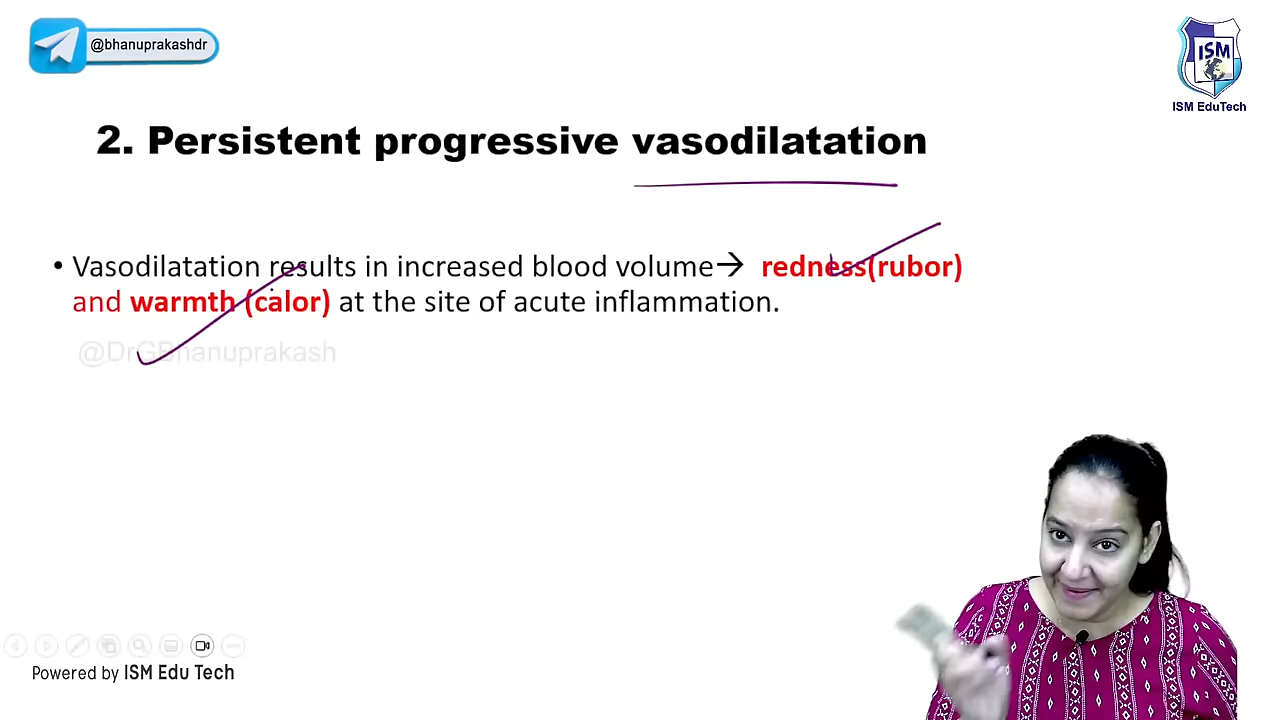 @bhanuprakashdr
ISM
ISM EduTech
2. Persistent progressive vasodilatation
• Vasodilatation results in increased blood volume→ redness(rubor)
and warmth (calor) at the site of acute inflammation.
@DrGBhanuprakash
Powered by ISM Edu Tech